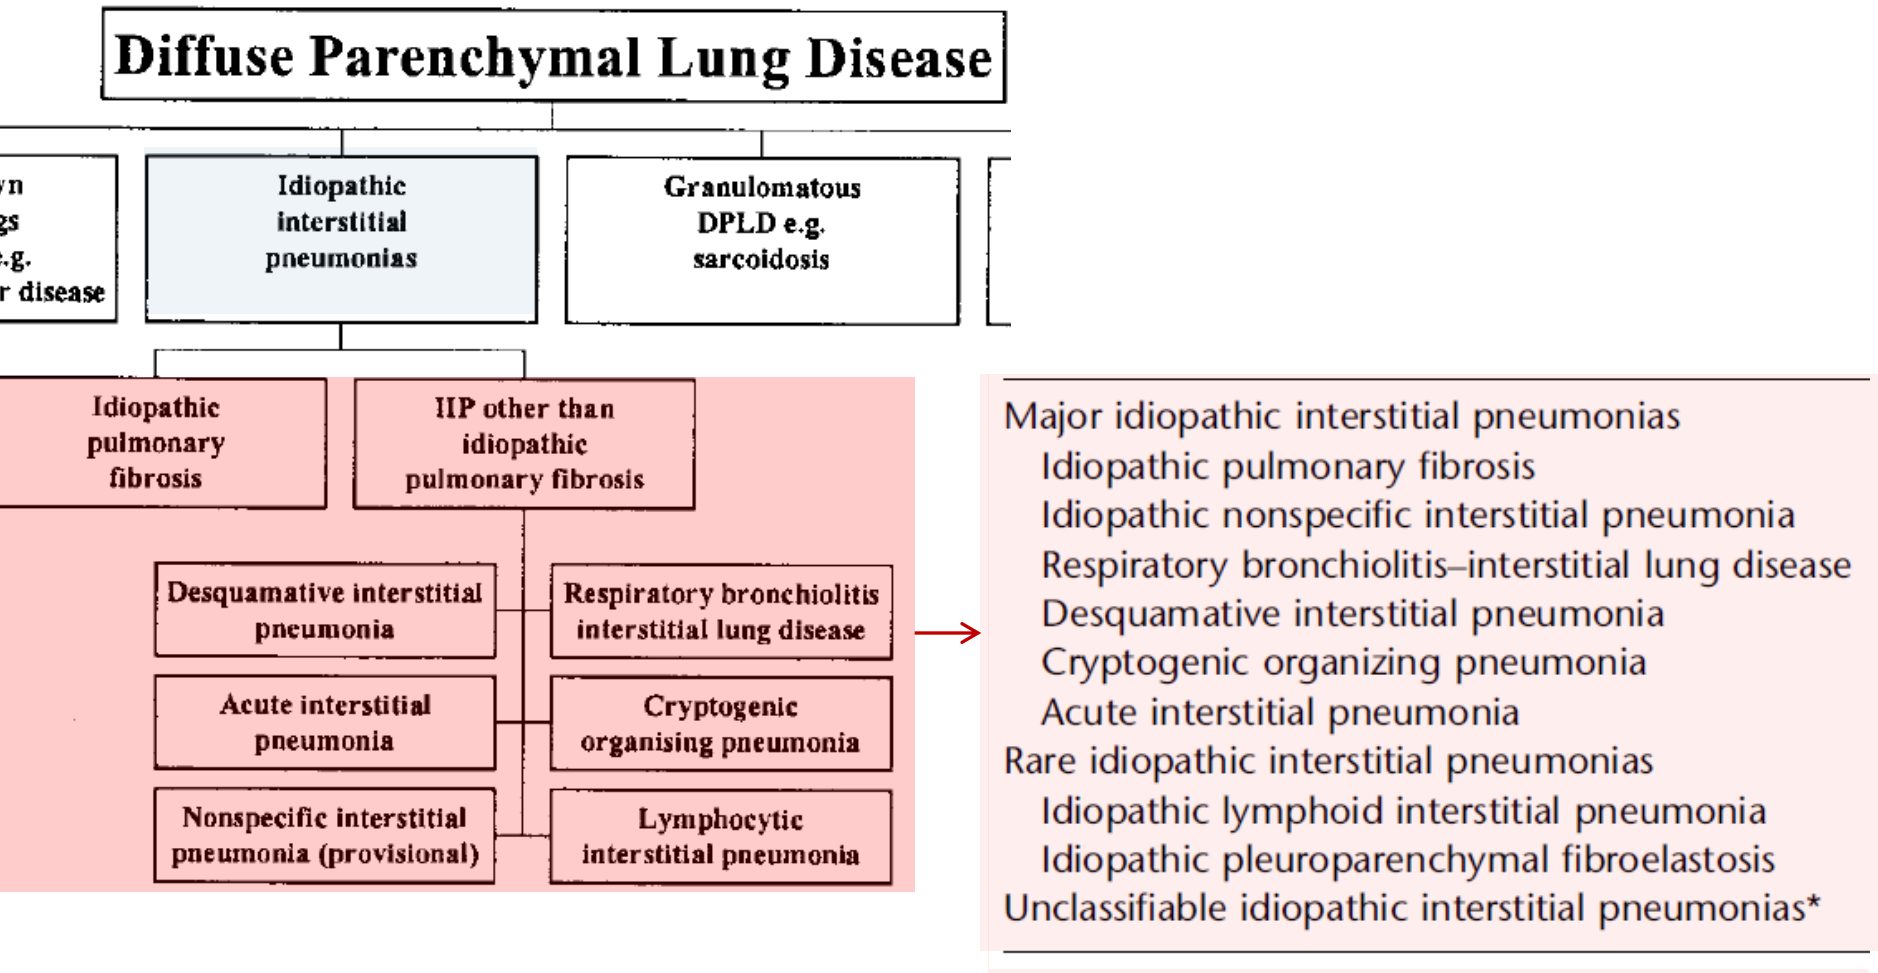 Diffuse Parenchymal Lung Disease
e.g.
r disease
Idiopathic
interstitial
pneumonias
Granulomatous
DPLD e.g.
sarcoidosis
Idiopathic
pulmonary
fibrosis
IIP other than
idiopathic
pulmonary fibrosis
Desquamative interstitial
pneumonia
Respiratory bronchiolitis
interstitial lung disease
Acute interstitial
pneumonia
Cryptogenic
organising pneumonia
Nonspecific interstitial
pneumonia (provisional)
Lymphocytic
interstitial pneumonia
Major idiopathic interstitial pneumonias
Idiopathic pulmonary fibrosis
Idiopathic nonspecific interstitial pneumonia
Respiratory bronchiolitis–interstitial lung disease
Desquamative interstitial pneumonia
Cryptogenic organizing pneumonia
Acute interstitial pneumonia
Rare idiopathic interstitial pneumonias
Idiopathic lymphoid interstitial pneumonia
Idiopathic pleuroparenchymal fibroelastosis
Unclassifiable idiopathic interstitial pneumonias*